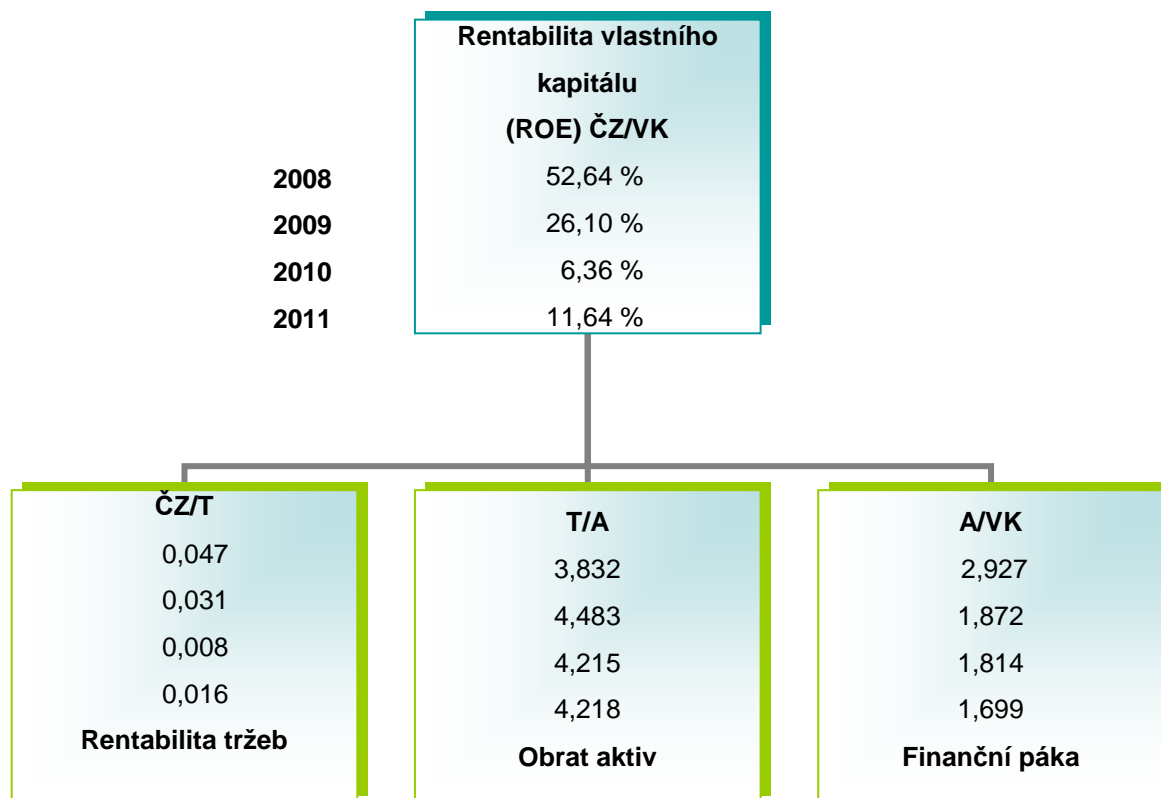 Rentabilita vlastního
kapitálu
(ROE) ČZ/VK
2008 52,64 %
2009 26,10 %
2010 6,36 %
2011 11,64 %
ČZ/T
0,047
0,031
0,008
0,016
Rentabilita tržeb
T/A
3,832
4,483
4,215
4,218
Obrat aktiv
A/VK
2,927
1,872
1,814
1,699
Finanční páka